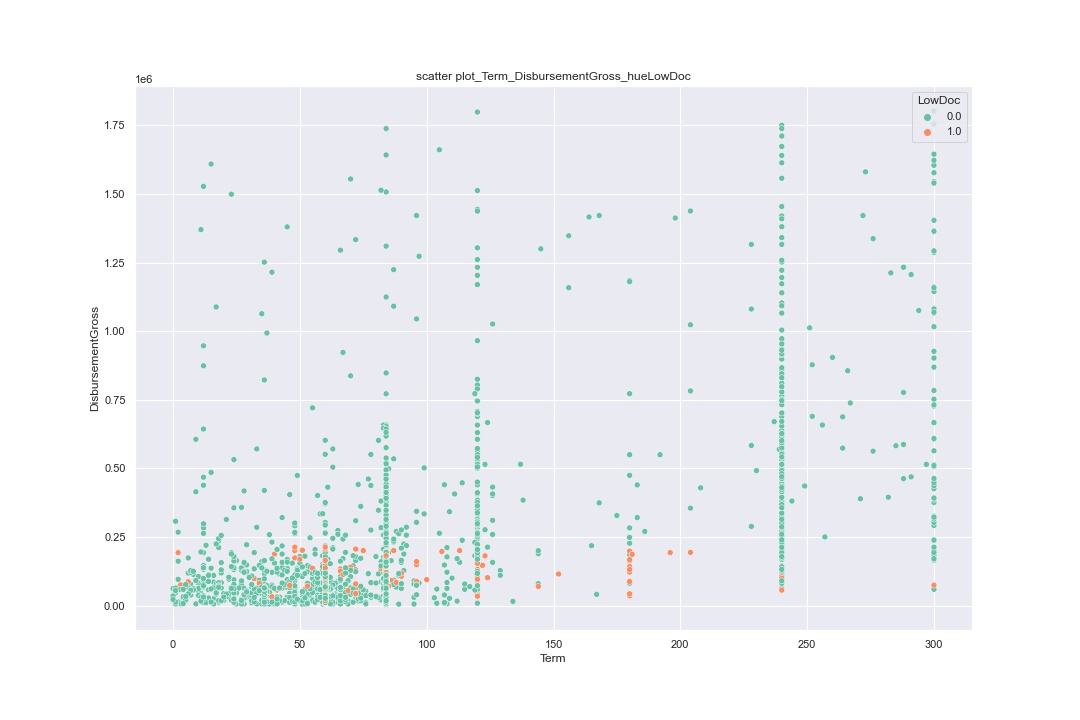 scatter plot_Term_DisbursementGross_hueLowDoc
1e6
LowDoc
0.0
1.0
1.75
1.50
1.25
1.00
0.75
0.50
0.25
0.00
DisbursementGross
0 50 100 150 200 250 300
Term